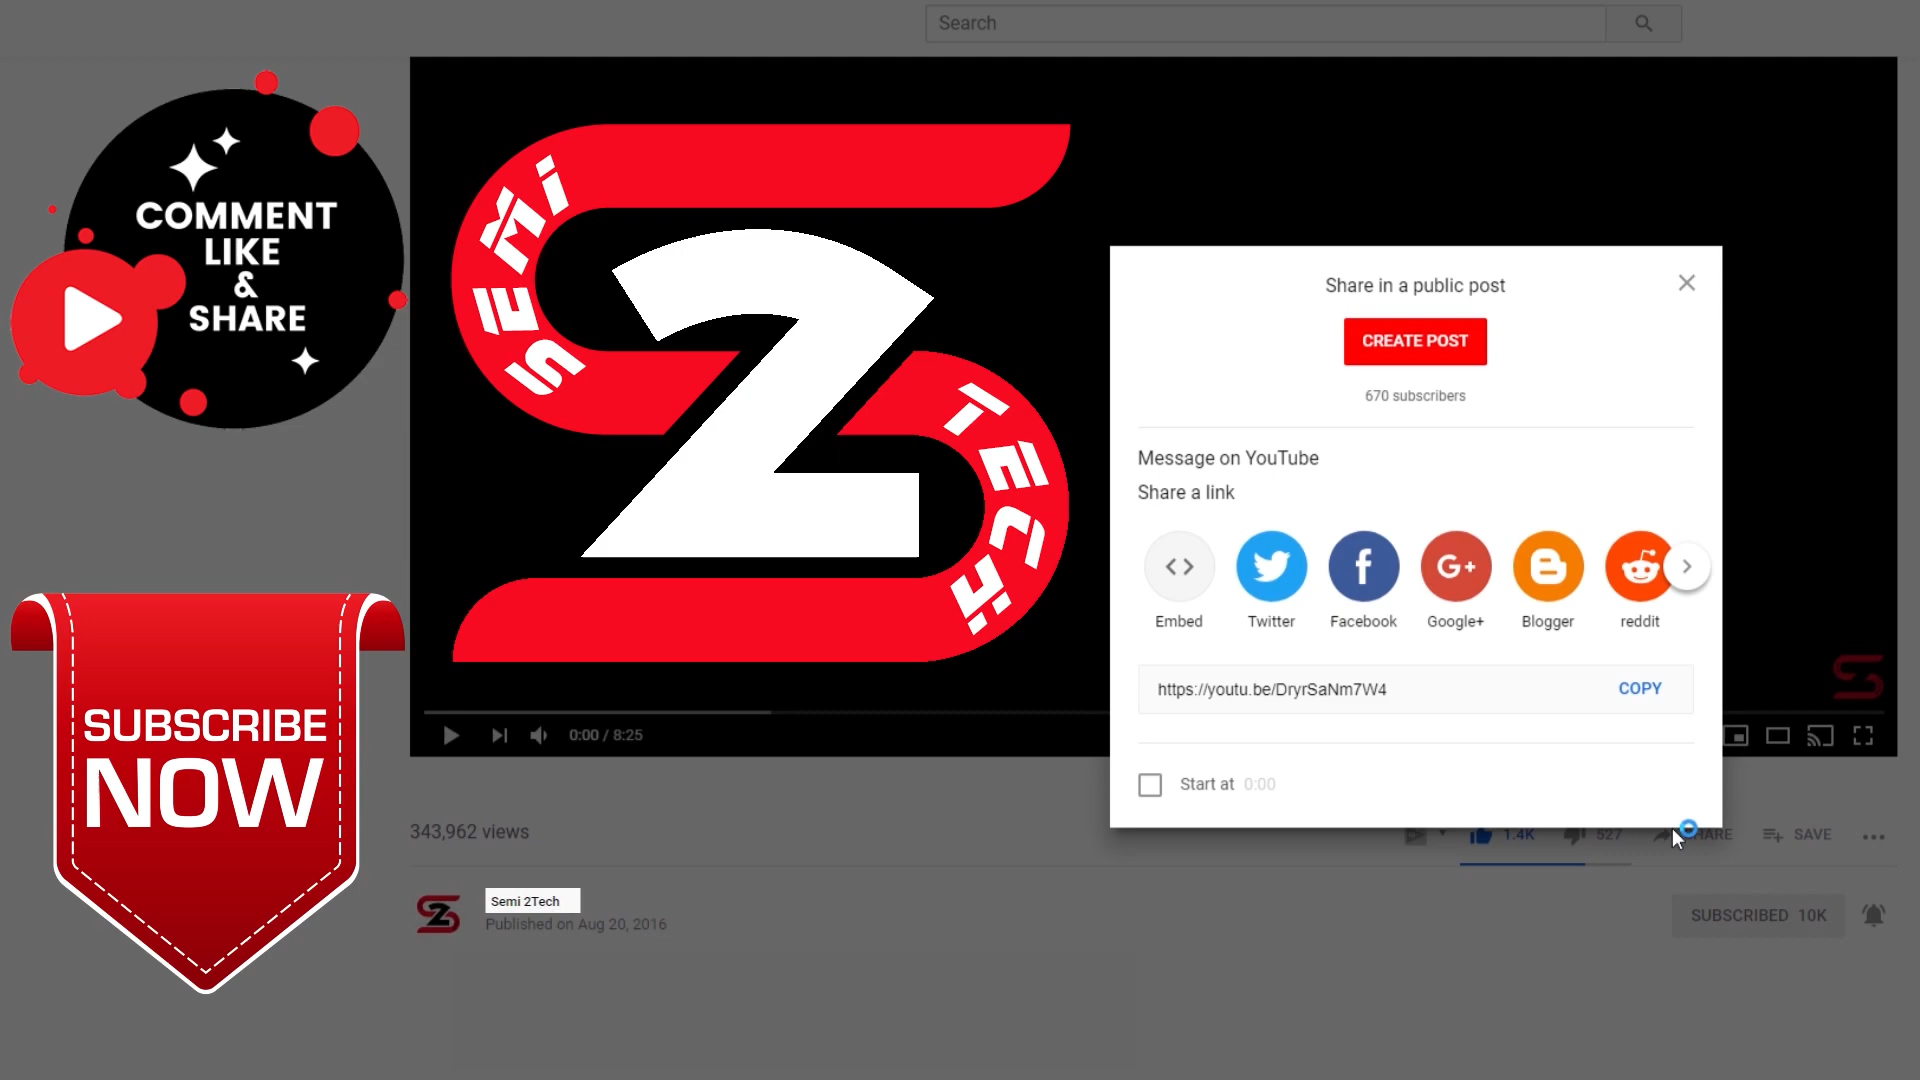 Search
COMMENT
LIKE
&
SHARE
SEMI
2
TECH
Share in a public post
CREATE POST
670 subscribers
Message on YouTube
Share a link
Embed
Twitter
Facebook
Google+
Blogger
reddit
https://youtu.be/DryrSaNm7W4
COPY
Start at 0:00
0:00 / 8:25
SUBSCRIBE
NOW
343,962 views
1.4K
527
SHARE
SAVE
Semi 2Tech
Published on Aug 20, 2016
SUBSCRIBED 10K